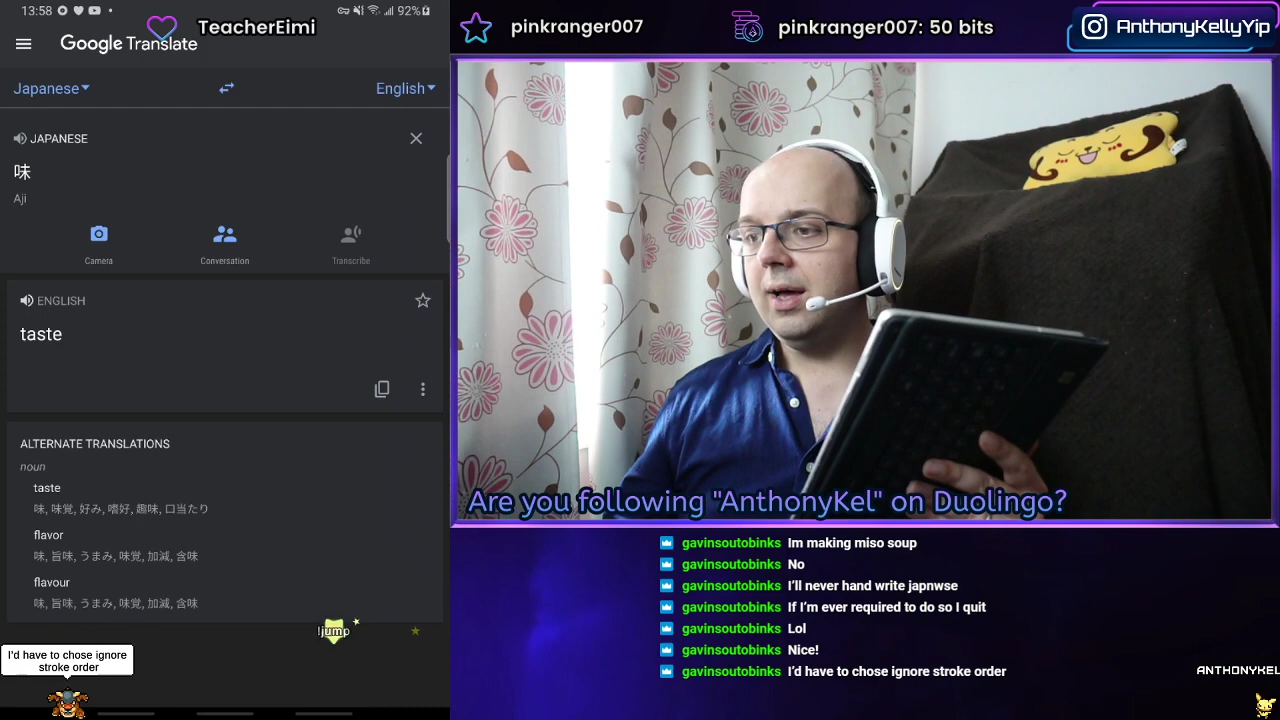 13:58
92%
TeacherEimi
Google Translate
Japanese
English
JAPANESE
味
Aji
Camera
Conversation
Transcribe
ENGLISH
taste
ALTERNATE TRANSLATIONS
noun
taste
味, 味覚, 好み, 嗜好, 趣味, 口当たり
flavor
味, 旨味, うまみ, 味覚, 加減, 含味
flavour
味, 旨味, うまみ, 味覚, 加減, 含味
!jump
I'd have to chose ignore
stroke order
pinkranger007
pinkranger007: 50 bits
AnthonyKellyYip
Are you following "AnthonyKel" on Duolingo?
gavinsoutobinks Im making miso soup
gavinsoutobinks No
gavinsoutobinks I'll never hand write japnwse
gavinsoutobinks If I'm ever required to do so I quit
gavinsoutobinks Lol
gavinsoutobinks Nice!
gavinsoutobinks I'd have to chose ignore stroke order
ANTHONYKEL